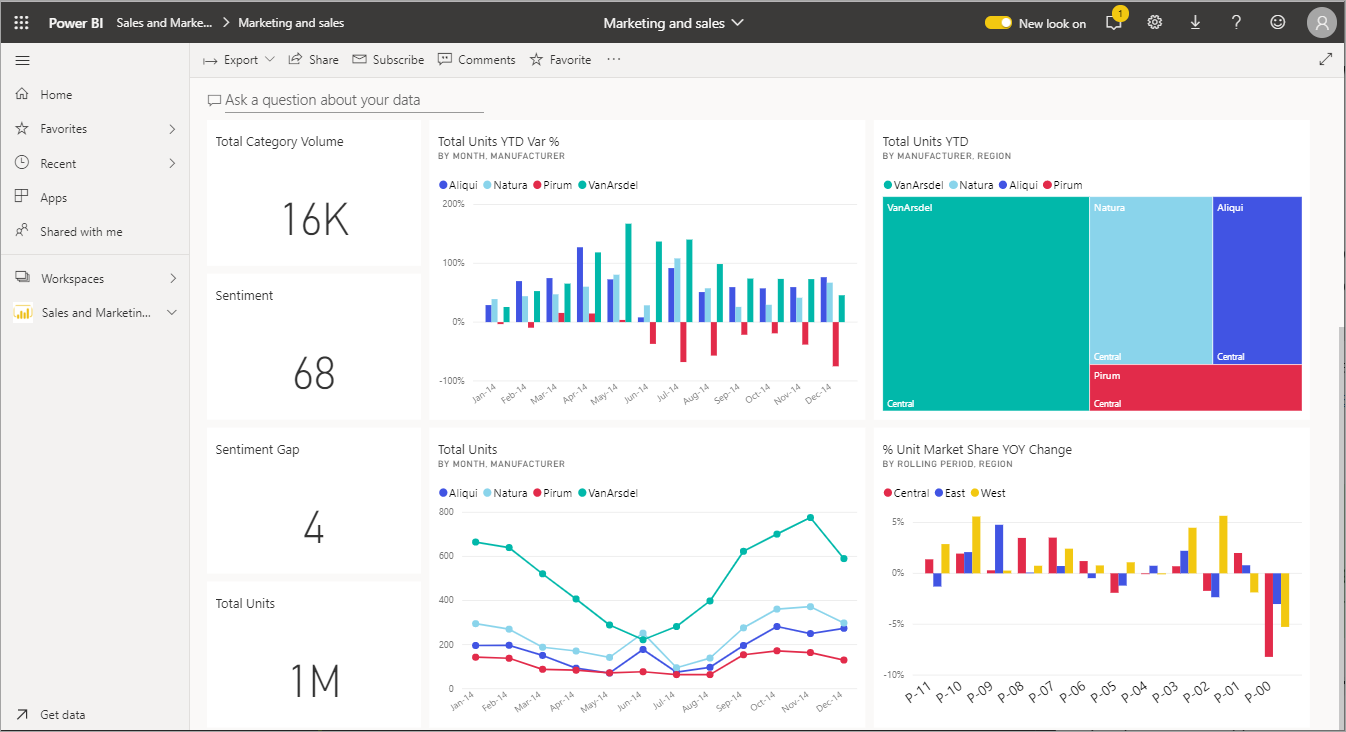 Power BI Sales and Marke... Marketing and sales
Marketing and sales
New look on
1
Export Share Subscribe Comments Favorite ...
Home
Favorites
Recent
Apps
Shared with me
Workspaces
Sales and Marketin...
Get data
Ask a question about your data
Total Category Volume
16K
Sentiment
68
Sentiment Gap
4
Total Units
1M
Total Units YTD Var %
BY MONTH, MANUFACTURER
Aliqui Natura Pirum VanArsdel
200%
100%
0%
-100%
Jan-14 Feb-14 Mar-14 Apr-14 May-14 Jun-14 Jul-14 Aug-14 Sep-14 Oct-14 Nov-14 Dec-14
Total Units YTD
BY MANUFACTURER, REGION
VanArsdel Natura Aliqui Pirum
VanArsdel
Central
Natura
Central
Aliqui
Central
Pirum
Central
Total Units
BY MONTH, MANUFACTURER
Aliqui Natura Pirum VanArsdel
800
600
400
200
0
Jan-14 Feb-14 Mar-14 Apr-14 May-14 Jun-14 Jul-14 Aug-14 Sep-14 Oct-14 Nov-14 Dec-14
% Unit Market Share YOY Change
BY ROLLING PERIOD, REGION
Central East West
5%
0%
-5%
-10%
P-11 P-10 P-09 P-08 P-07 P-06 P-05 P-04 P-03 P-02 P-01 P-00